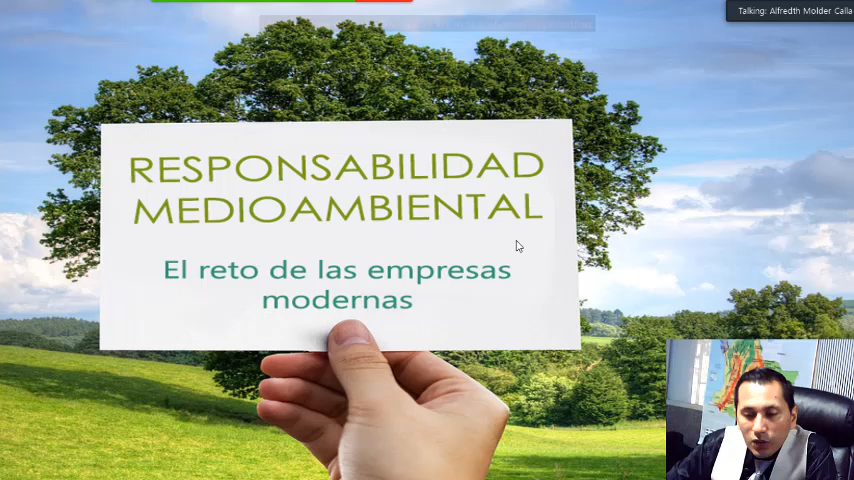 Talking: Alfredth Molder Calla
RESPONSABILIDAD
MEDIOAMBIENTAL
El reto de las empresas
modernas